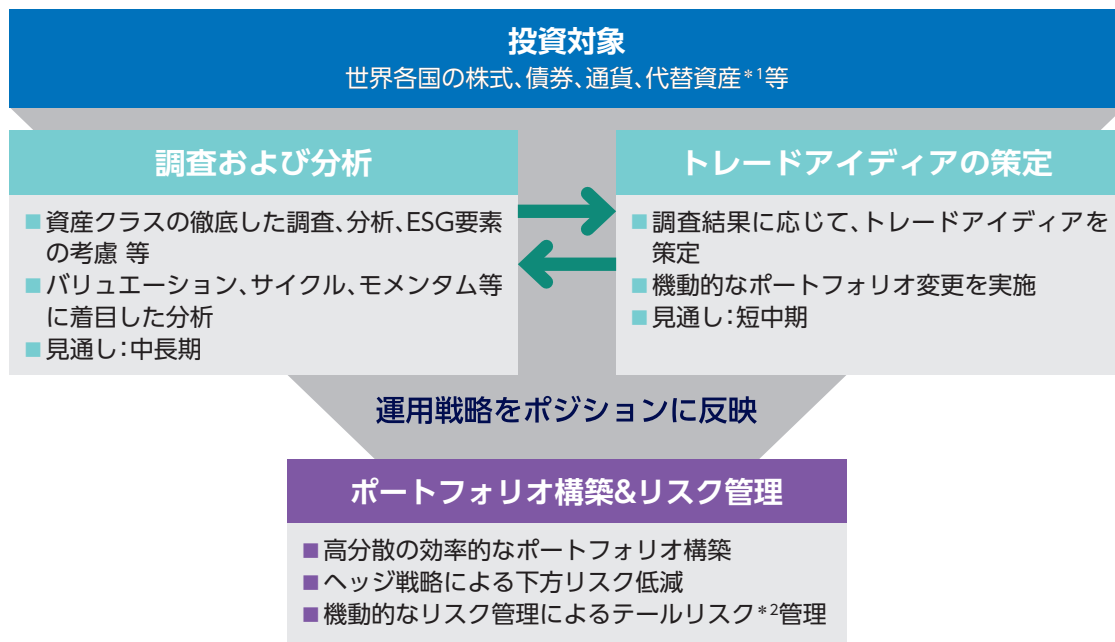 投資対象
世界各国の株式、債券、通貨、代替資産*1等
調査および分析
■資産クラスの徹底した調査、分析、ESG要素
の考慮 等
■バリュエーション、サイクル、モメンタム等
に着目した分析
■見通し：中長期
トレードアイディアの策定
■調査結果に応じて、トレードアイディアを
策定
■機動的なポートフォリオ変更を実施
■見通し：短中期
運用戦略をポジションに反映
ポートフォリオ構築&リスク管理
■高分散の効率的なポートフォリオ構築
■ヘッジ戦略による下方リスク低減
■機動的なリスク管理によるテールリスク*2管理